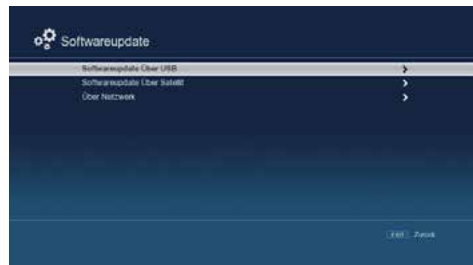 Softwareupdate
Softwareupdate Über USB
Softwareupdate Über Satellit
Über Netzwerk
EXIT Zurück